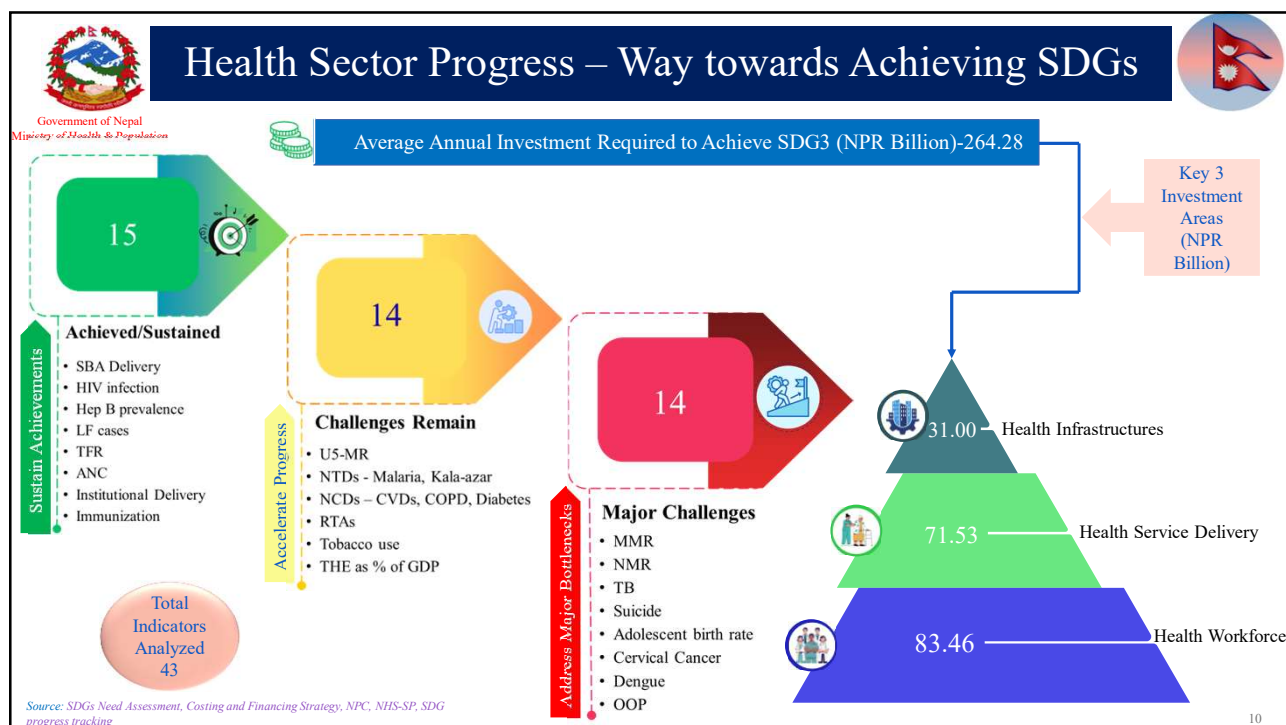 Health Sector Progress – Way towards Achieving SDGs
Government of Nepal
Ministry of Health & Population
Average Annual Investment Required to Achieve SDG3 (NPR Billion)-264.28
Key 3
Investment
Areas
(NPR
Billion)
15
Sustain Achievements
Achieved/Sustained
• SBA Delivery
• HIV infection
• Hep B prevalence
• LF cases
• TFR
• ANC
• Institutional Delivery
• Immunization
14
Accelerate Progress
Challenges Remain
• U5-MR
• NTDs - Malaria, Kala-azar
• NCDs – CVDs, COPD, Diabetes
• RTAs
• Tobacco use
• THE as % of GDP
14
Address Major Bottlenecks
Major Challenges
• MMR
• NMR
• TB
• Suicide
• Adolescent birth rate
• Cervical Cancer
• Dengue
• OOP
31.00 Health Infrastructures
71.53 Health Service Delivery
83.46 Health Workforce
Total
Indicators
Analyzed
43
Source: SDGs Need Assessment, Costing and Financing Strategy, NPC, NHS-SP, SDG
progress tracking
10